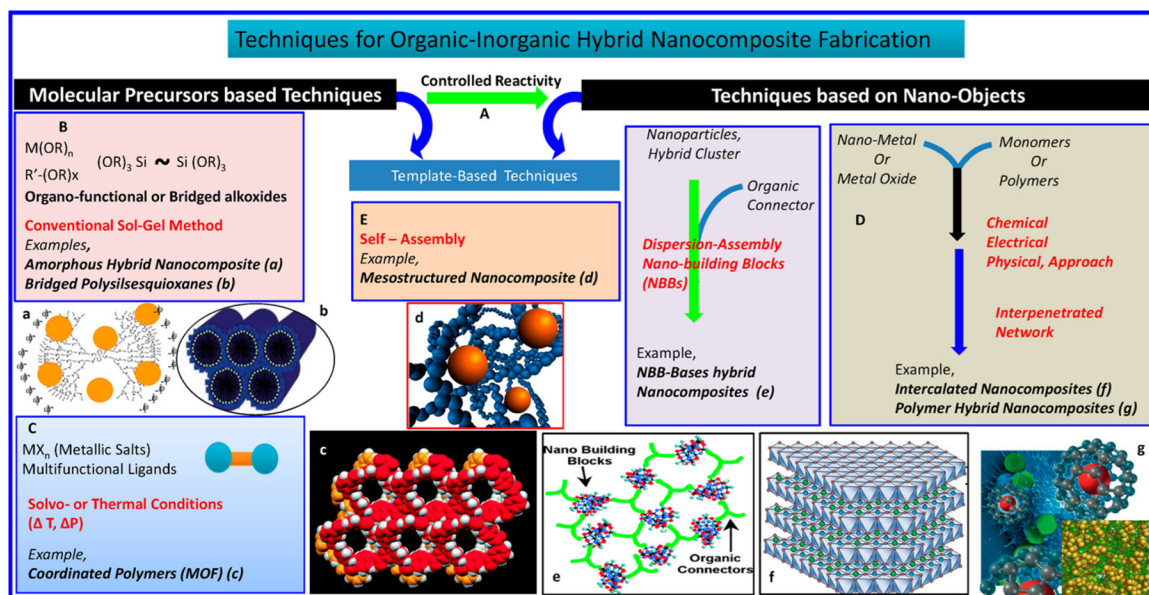 Techniques for Organic-Inorganic Hybrid Nanocomposite Fabrication
Controlled Reactivity
A
Molecular Precursors based Techniques
Techniques based on Nano-Objects
B
M(OR)n
(OR)3 Si ~ Si (OR)3
R'-(OR)x
Organo-functional or Bridged alkoxides
Conventional Sol-Gel Method
Examples,
Amorphous Hybrid Nanocomposite (a)
Bridged Polysilsesquioxanes (b)
a
b
C
MXn (Metallic Salts)
Multifunctional Ligands
Solvo- or Thermal Conditions
(Δ T, ΔP)
Example,
Coordinated Polymers (MOF) (c)
Template-Based Techniques
E
Self – Assembly
Example,
Mesostructured Nanocomposite (d)
d
Nanoparticles,
Hybrid Cluster
Organic
Connector
Dispersion-Assembly
Nano-building Blocks
(NBBs)
Example,
NBB-Bases hybrid
Nanocomposites (e)
Nano-Metal
Or
Metal Oxide
Monomers
Or
Polymers
D
Chemical
Electrical
Physical, Approach
Interpenetrated
Network
Example,
Intercalated Nanocomposites (f)
Polymer Hybrid Nanocomposites (g)
c
Nano Building
Blocks
Organic
Connectors
e
f
g